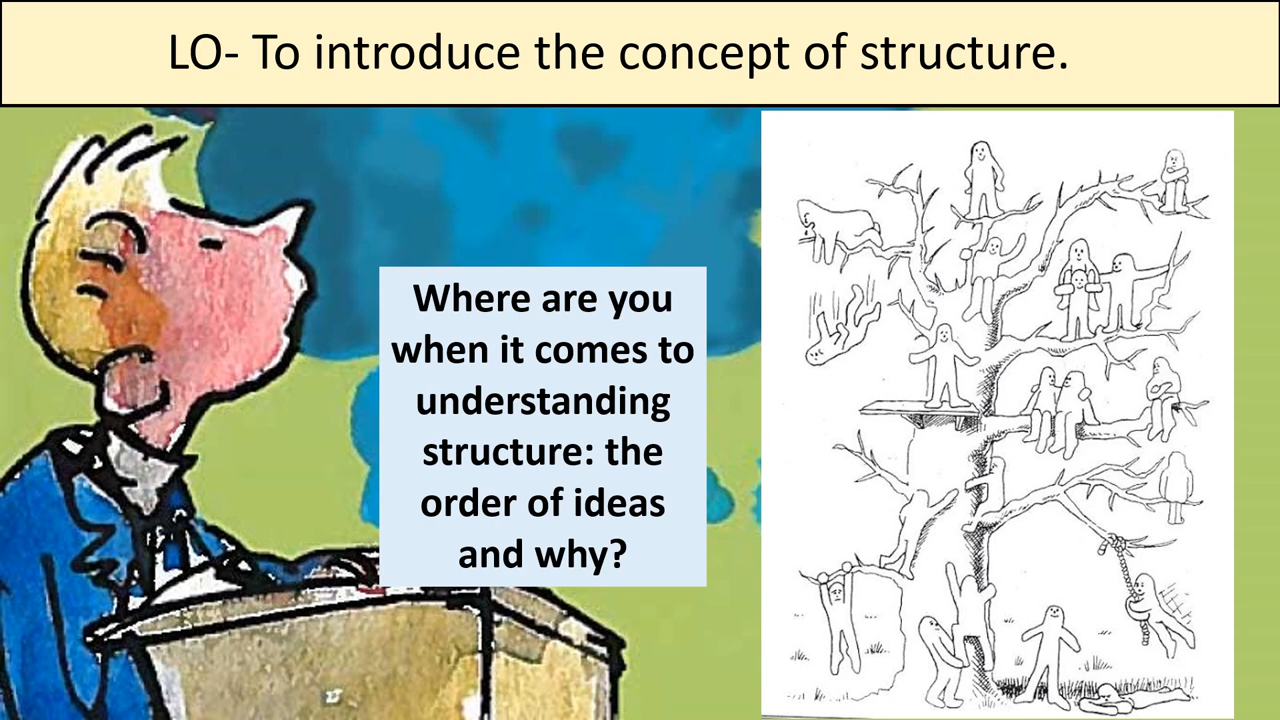 LO- To introduce the concept of structure.
Where are you
when it comes to
understanding
structure: the
order of ideas
and why?